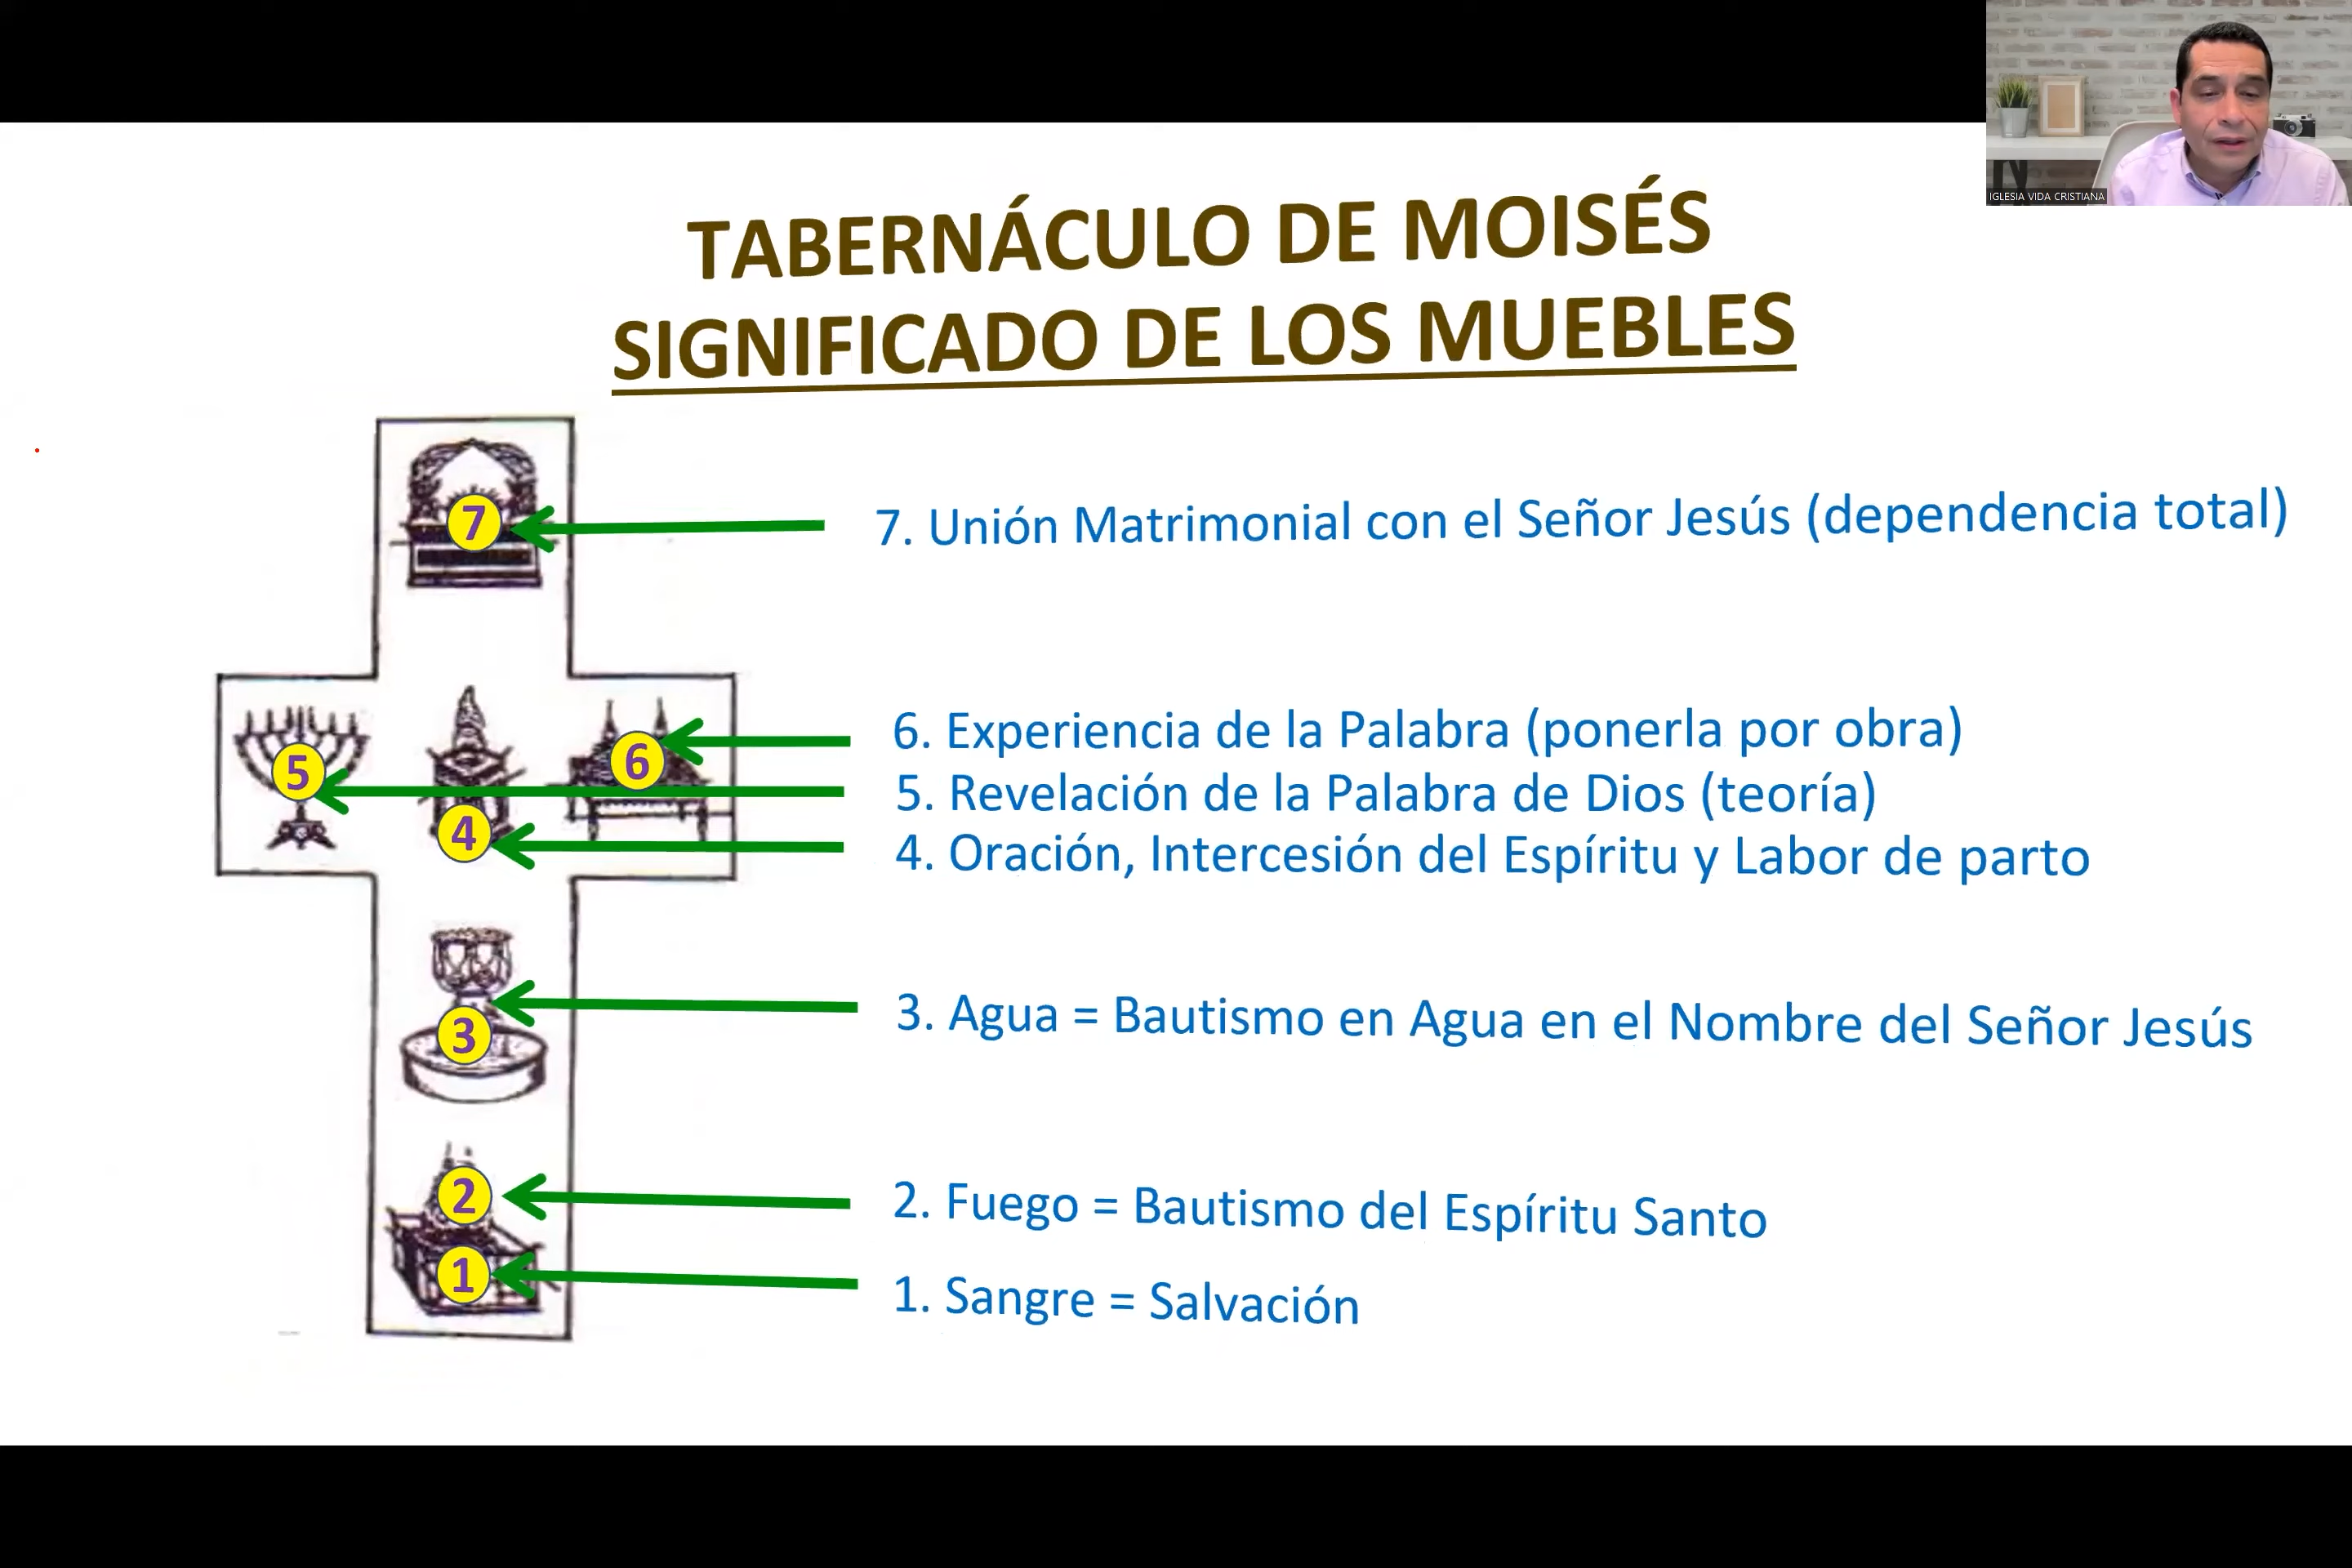 IGLESIA VIDA CRISTIANA
TABERNÁCULO DE MOISÉS
SIGNIFICADO DE LOS MUEBLES
7
7. Unión Matrimonial con el Señor Jesús (dependencia total)
6
6. Experiencia de la Palabra (ponerla por obra)
5
5. Revelación de la Palabra de Dios (teoría)
4
4. Oración, Intercesión del Espíritu y Labor de parto
3
3. Agua = Bautismo en Agua en el Nombre del Señor Jesús
2
2. Fuego = Bautismo del Espíritu Santo
1
1. Sangre = Salvación